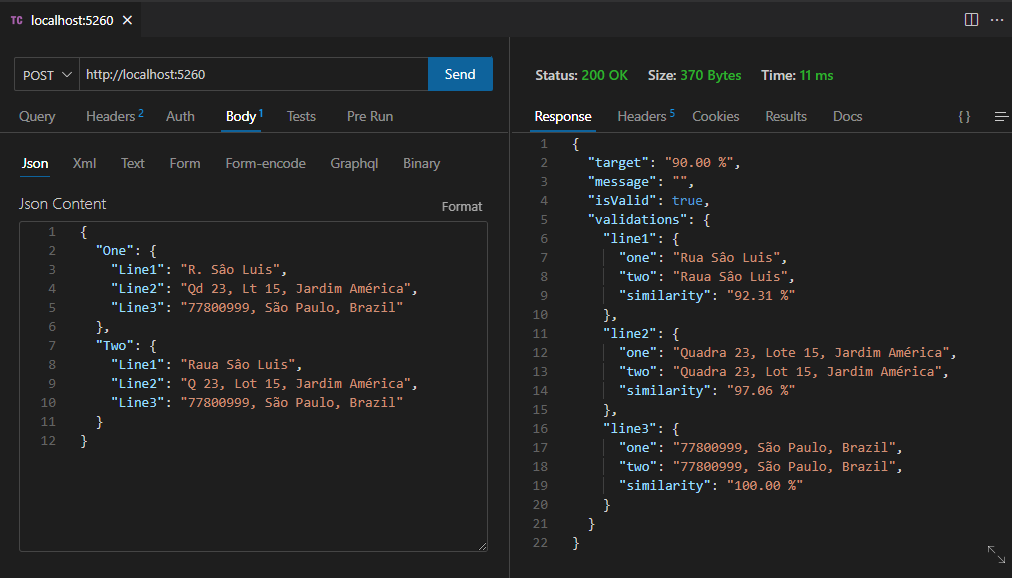 TC localhost:5260
POST http://localhost:5260 Send
Query Headers 2 Auth Body 1 Tests Pre Run
Json Xml Text Form Form-encode Graphql Binary
Json Content Format
1 {
2 "One": {
3 "Line1": "R. Sâo Luis",
4 "Line2": "Qd 23, Lt 15, Jardim América",
5 "Line3": "77800999, São Paulo, Brazil"
6 },
7 "Two": {
8 "Line1": "Raua Sâo Luis",
9 "Line2": "Q 23, Lot 15, Jardim América",
10 "Line3": "77800999, São Paulo, Brazil"
11 }
12 }
Status: 200 OK Size: 370 Bytes Time: 11 ms
Response Headers 5 Cookies Results Docs {}
1 {
2 "target": "90.00 %",
3 "message": "",
4 "isValid": true,
5 "validations": {
6 "line1": {
7 "one": "Rua Sâo Luis",
8 "two": "Raua Sâo Luis",
9 "similarity": "92.31 %"
10 },
11 "line2": {
12 "one": "Quadra 23, Lote 15, Jardim América",
13 "two": "Quadra 23, Lot 15, Jardim América",
14 "similarity": "97.06 %"
15 },
16 "line3": {
17 "one": "77800999, São Paulo, Brazil",
18 "two": "77800999, São Paulo, Brazil",
19 "similarity": "100.00 %"
20 }
21 }
22 }